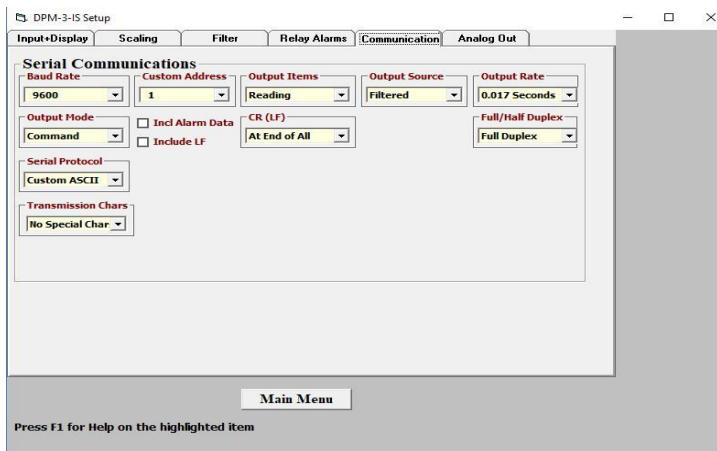 DPM-3-IS Setup
Input+Display Scaling Filter Relay Alarms Communication Analog Out
Serial Communications
Baud Rate Custom Address Output Items Output Source Output Rate
9600 1 Reading Filtered 0.017 Seconds
Output Mode Incl Alarm Data CR (LF) Full/Half Duplex
Command Include LF At End of All Full Duplex
Serial Protocol
Custom ASCII
Transmission Chars
No Special Char
Main Menu
Press F1 for Help on the highlighted item